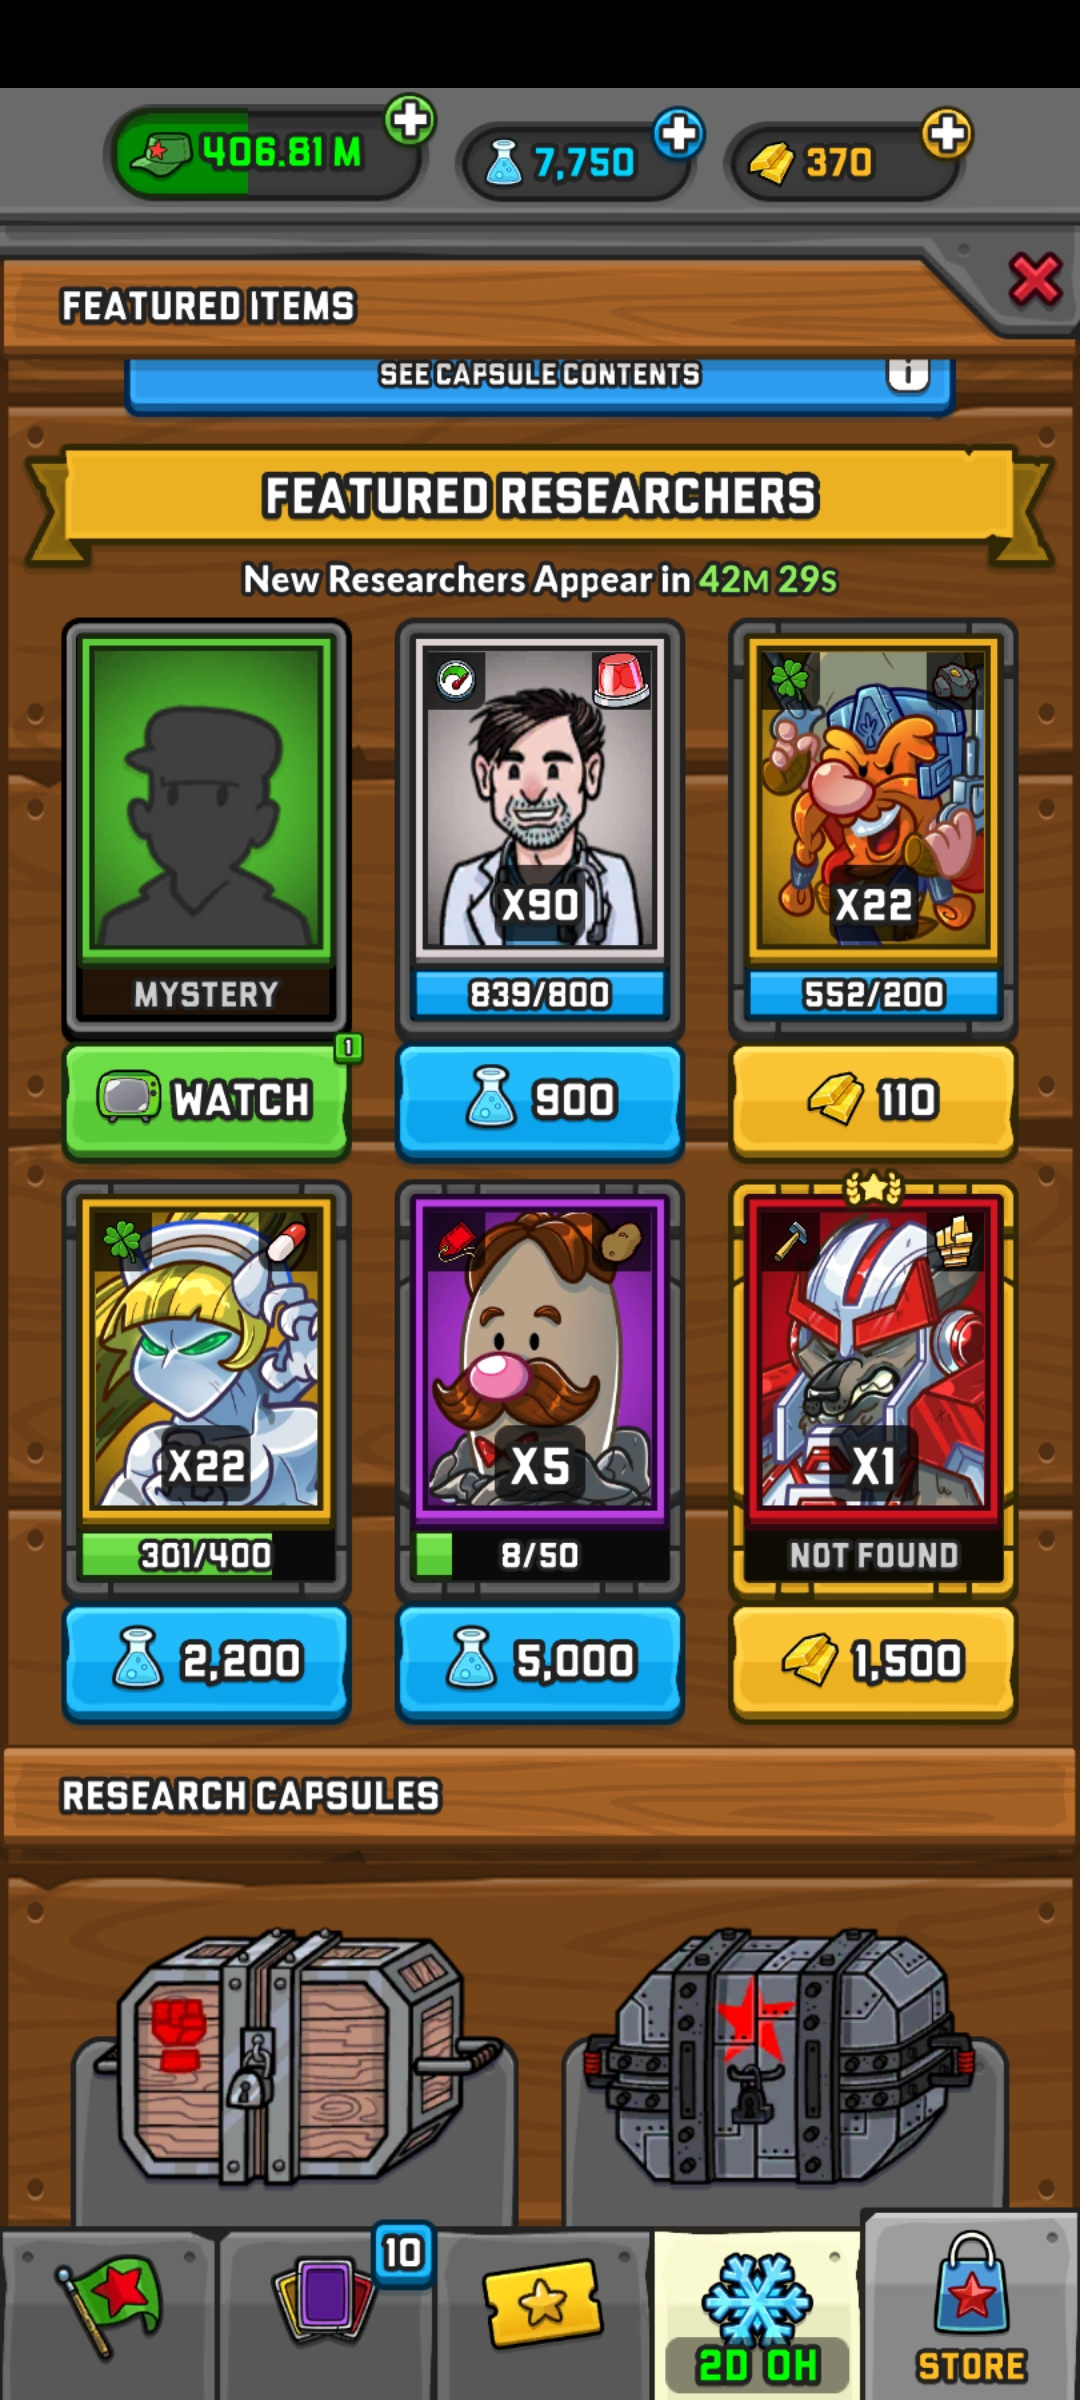 406.81 M
7,750
370
FEATURED ITEMS
SEE CAPSULE CONTENTS
i
FEATURED RESEARCHERS
New Researchers Appear in 42M 29S
X90
X22
MYSTERY
839/800
552/200
1
WATCH
900
110
X22
X5
X1
301/400
8/50
NOT FOUND
2,200
5,000
1,500
RESEARCH CAPSULES
10
2D 0H
STORE